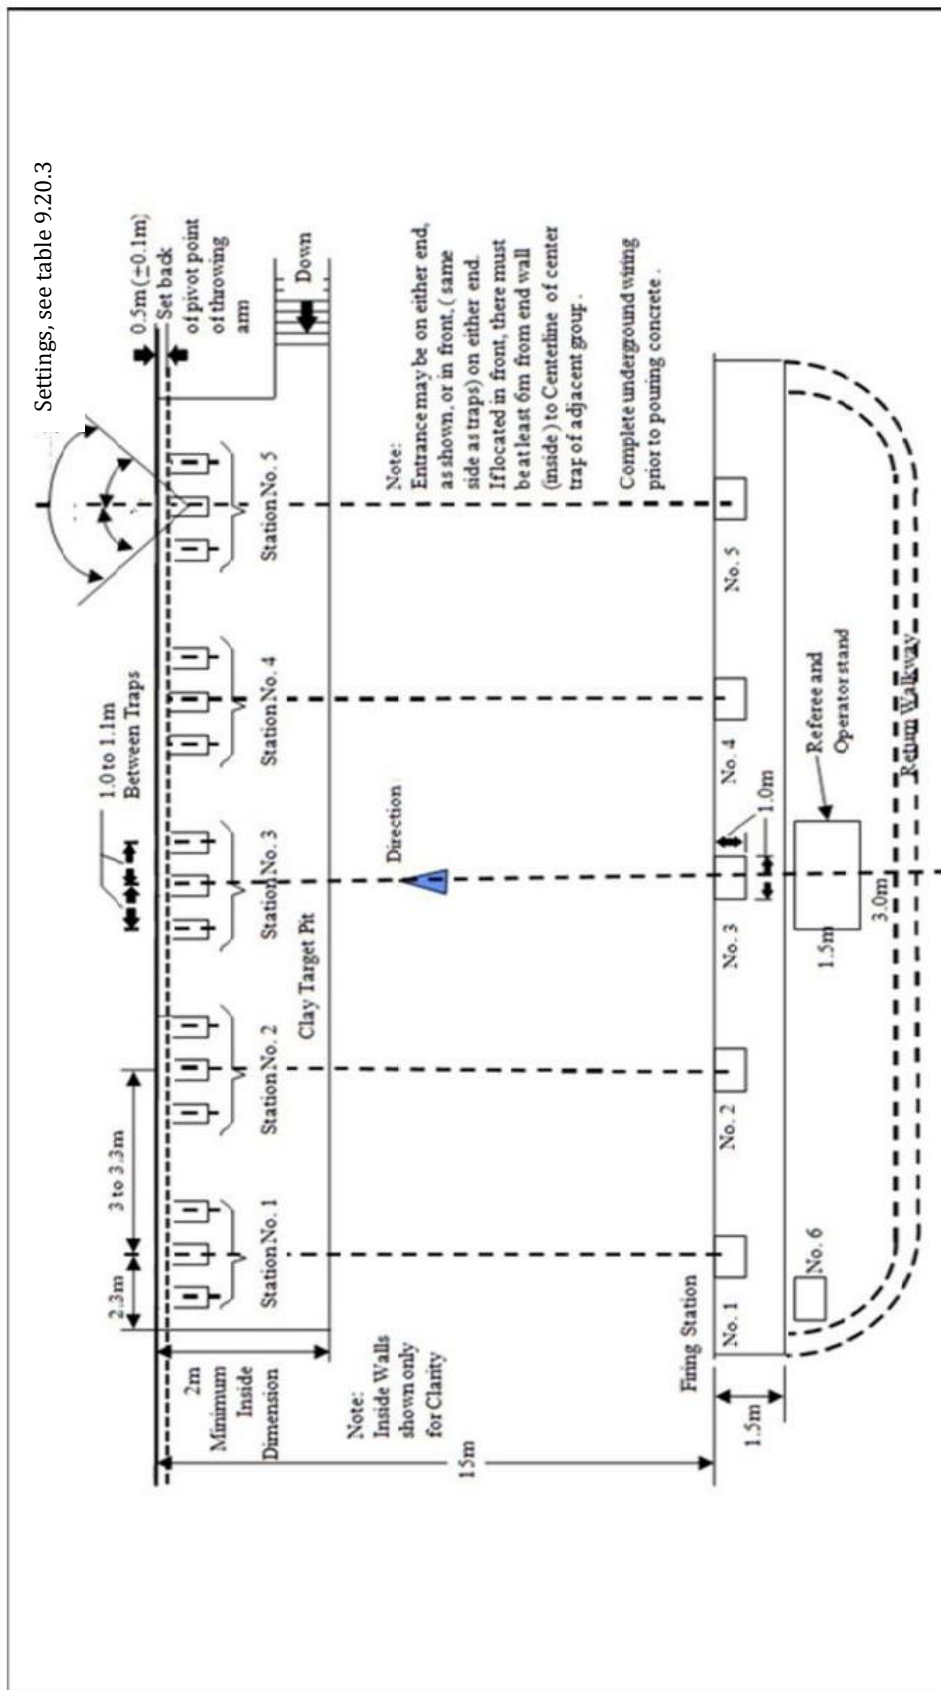 Settings, see table 9.20.3
0.5m (±0.1m)
Set back
of pivot point
of throwing
arm
1.0 to 1.1m
Between Traps
3 to 3.3m
2.3m
Station No. 1
Station No. 2
Station No. 3
Station No. 4
Station No. 5
Down
Clay Target Pit
2m
Minimum
Inside
Dimension
Note:
Inside Walls
shown only
for Clarity
Direction
Note:
Entrance may be on either end,
as shown, or in front, ( same
side as traps) on either end.
If located in front, there must
be at least 6m from end wall
(inside ) to Centerline of center
trap of adjacent group .
Complete underground wiring
prior to pouring concrete .
15m
Firing Station
No. 1
No. 2
No. 3
No. 4
No. 5
1.0m
1.5m
No. 6
1.5m
3.0m
Referee and
Operator stand
Return Walkway